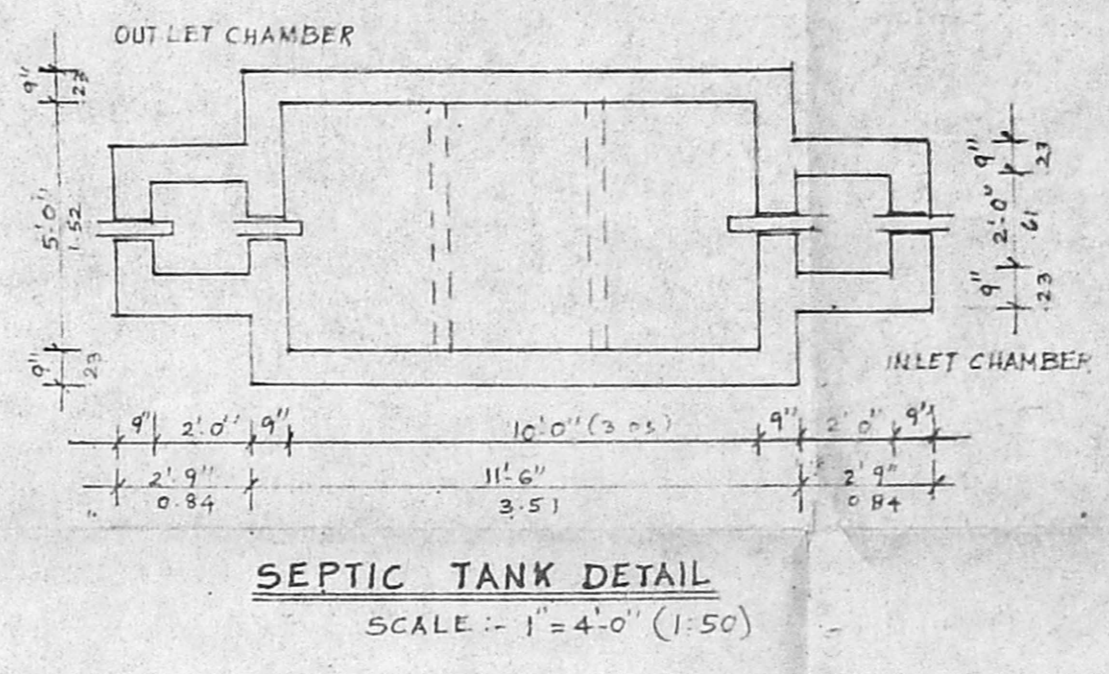 OUTLET CHAMBER
9"
23
5'-0"
1.52
9"
23
9"
23
2'-0"
.61
9"
.23
INLET CHAMBER
9" 2'-0" 9" 10'-0" (3.05) 9" 2'-0" 9"
2'-9" 11'-6" 2'-9"
0.84 3.51 0.84
SEPTIC TANK DETAIL
SCALE :- 1" = 4'-0" (1:50)